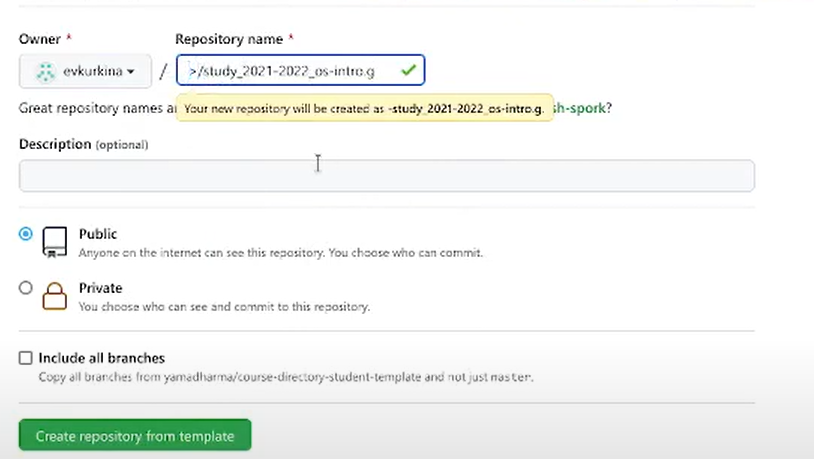 Owner * Repository name *
evkurkina / >/study_2021-2022_os-intro.g
Great repository names a
Your new repository will be created as -study_2021-2022_os-intro.g.
sh-spork?
Description (optional)
Public
Anyone on the internet can see this repository. You choose who can commit.
Private
You choose who can see and commit to this repository.
Include all branches
Copy all branches from yamadharma/course-directory-student-template and not just master.
Create repository from template